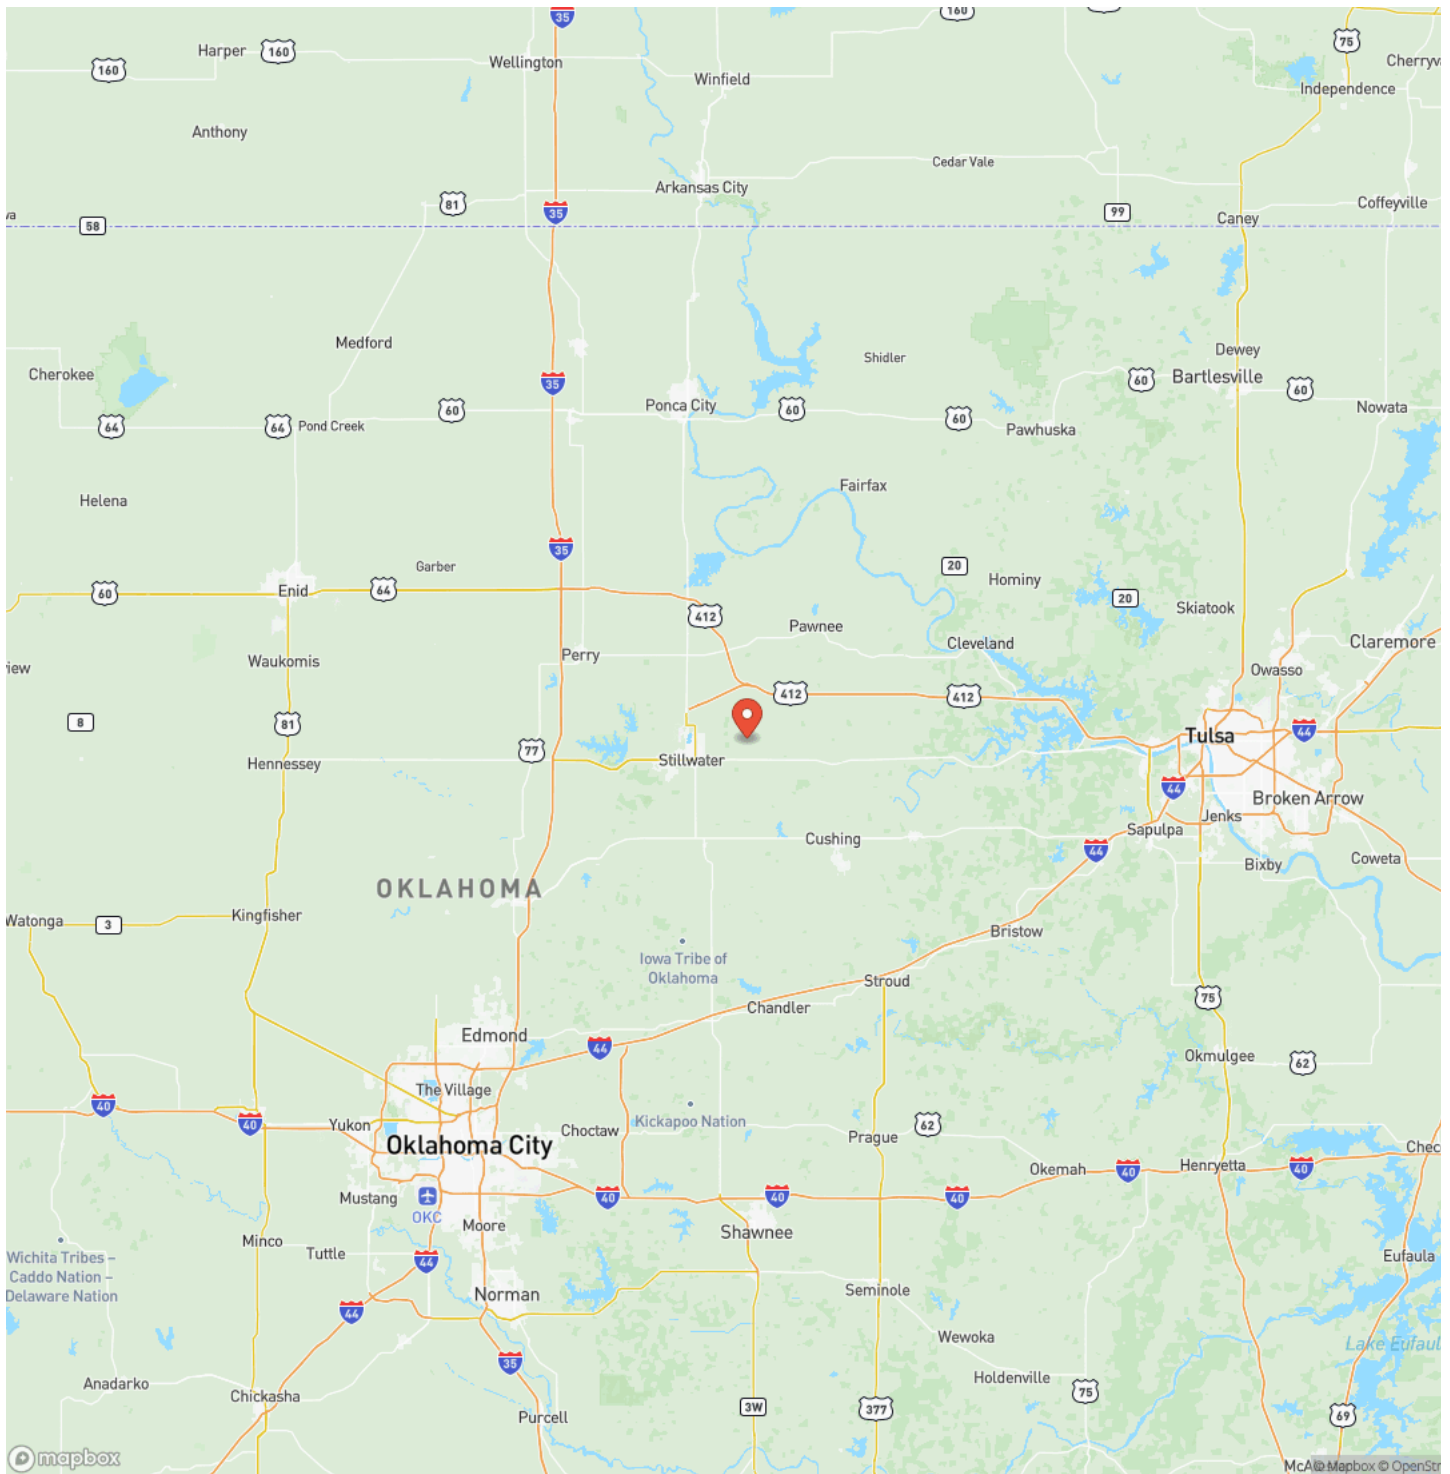 35
160
160
75
Harper
160
Wellington
Winfield
Cherryva
Independence
Anthony
Cedar Vale
Arkansas City
81
35
99
Coffeyville
va
58
Caney
Medford
Dewey
Shidler
Cherokee
35
60
Bartlesville
60
Ponca City
60
60
60
Nowata
64
64
Pond Creek
Pawhuska
Helena
Fairfax
35
Garber
20
Hominy
60
Enid
64
20
Skiatook
412
Pawnee
Claremore
Cleveland
Perry
Waukomis
view
Owasso
412
412
8
81
44
Tulsa
77
Stillwater
Hennessey
44
Broken Arrow
Jenks
Sapulpa
Cushing
44
Bixby
Coweta
OKLAHOMA
Kingfisher
Watonga
3
Bristow
Iowa Tribe of
Oklahoma
Stroud
75
Chandler
Edmond
44
Okmulgee
62
The Village
40
40
Yukon
Kickapoo Nation
62
Choctaw
Prague
Oklahoma City
Chec
Okemah
40
Henryetta
40
Mustang
40
40
40
OKC
Moore
Shawnee
Minco
Tuttle
44
Wichita Tribes –
Caddo Nation –
Delaware Nation
Eufaula
Seminole
Norman
44
Wewoka
Lake Eufaul
35
Holdenville
Anadarko
Chickasha
75
3W
377
69
Purcell
mapbox
McA
© Mapbox © OpenStr